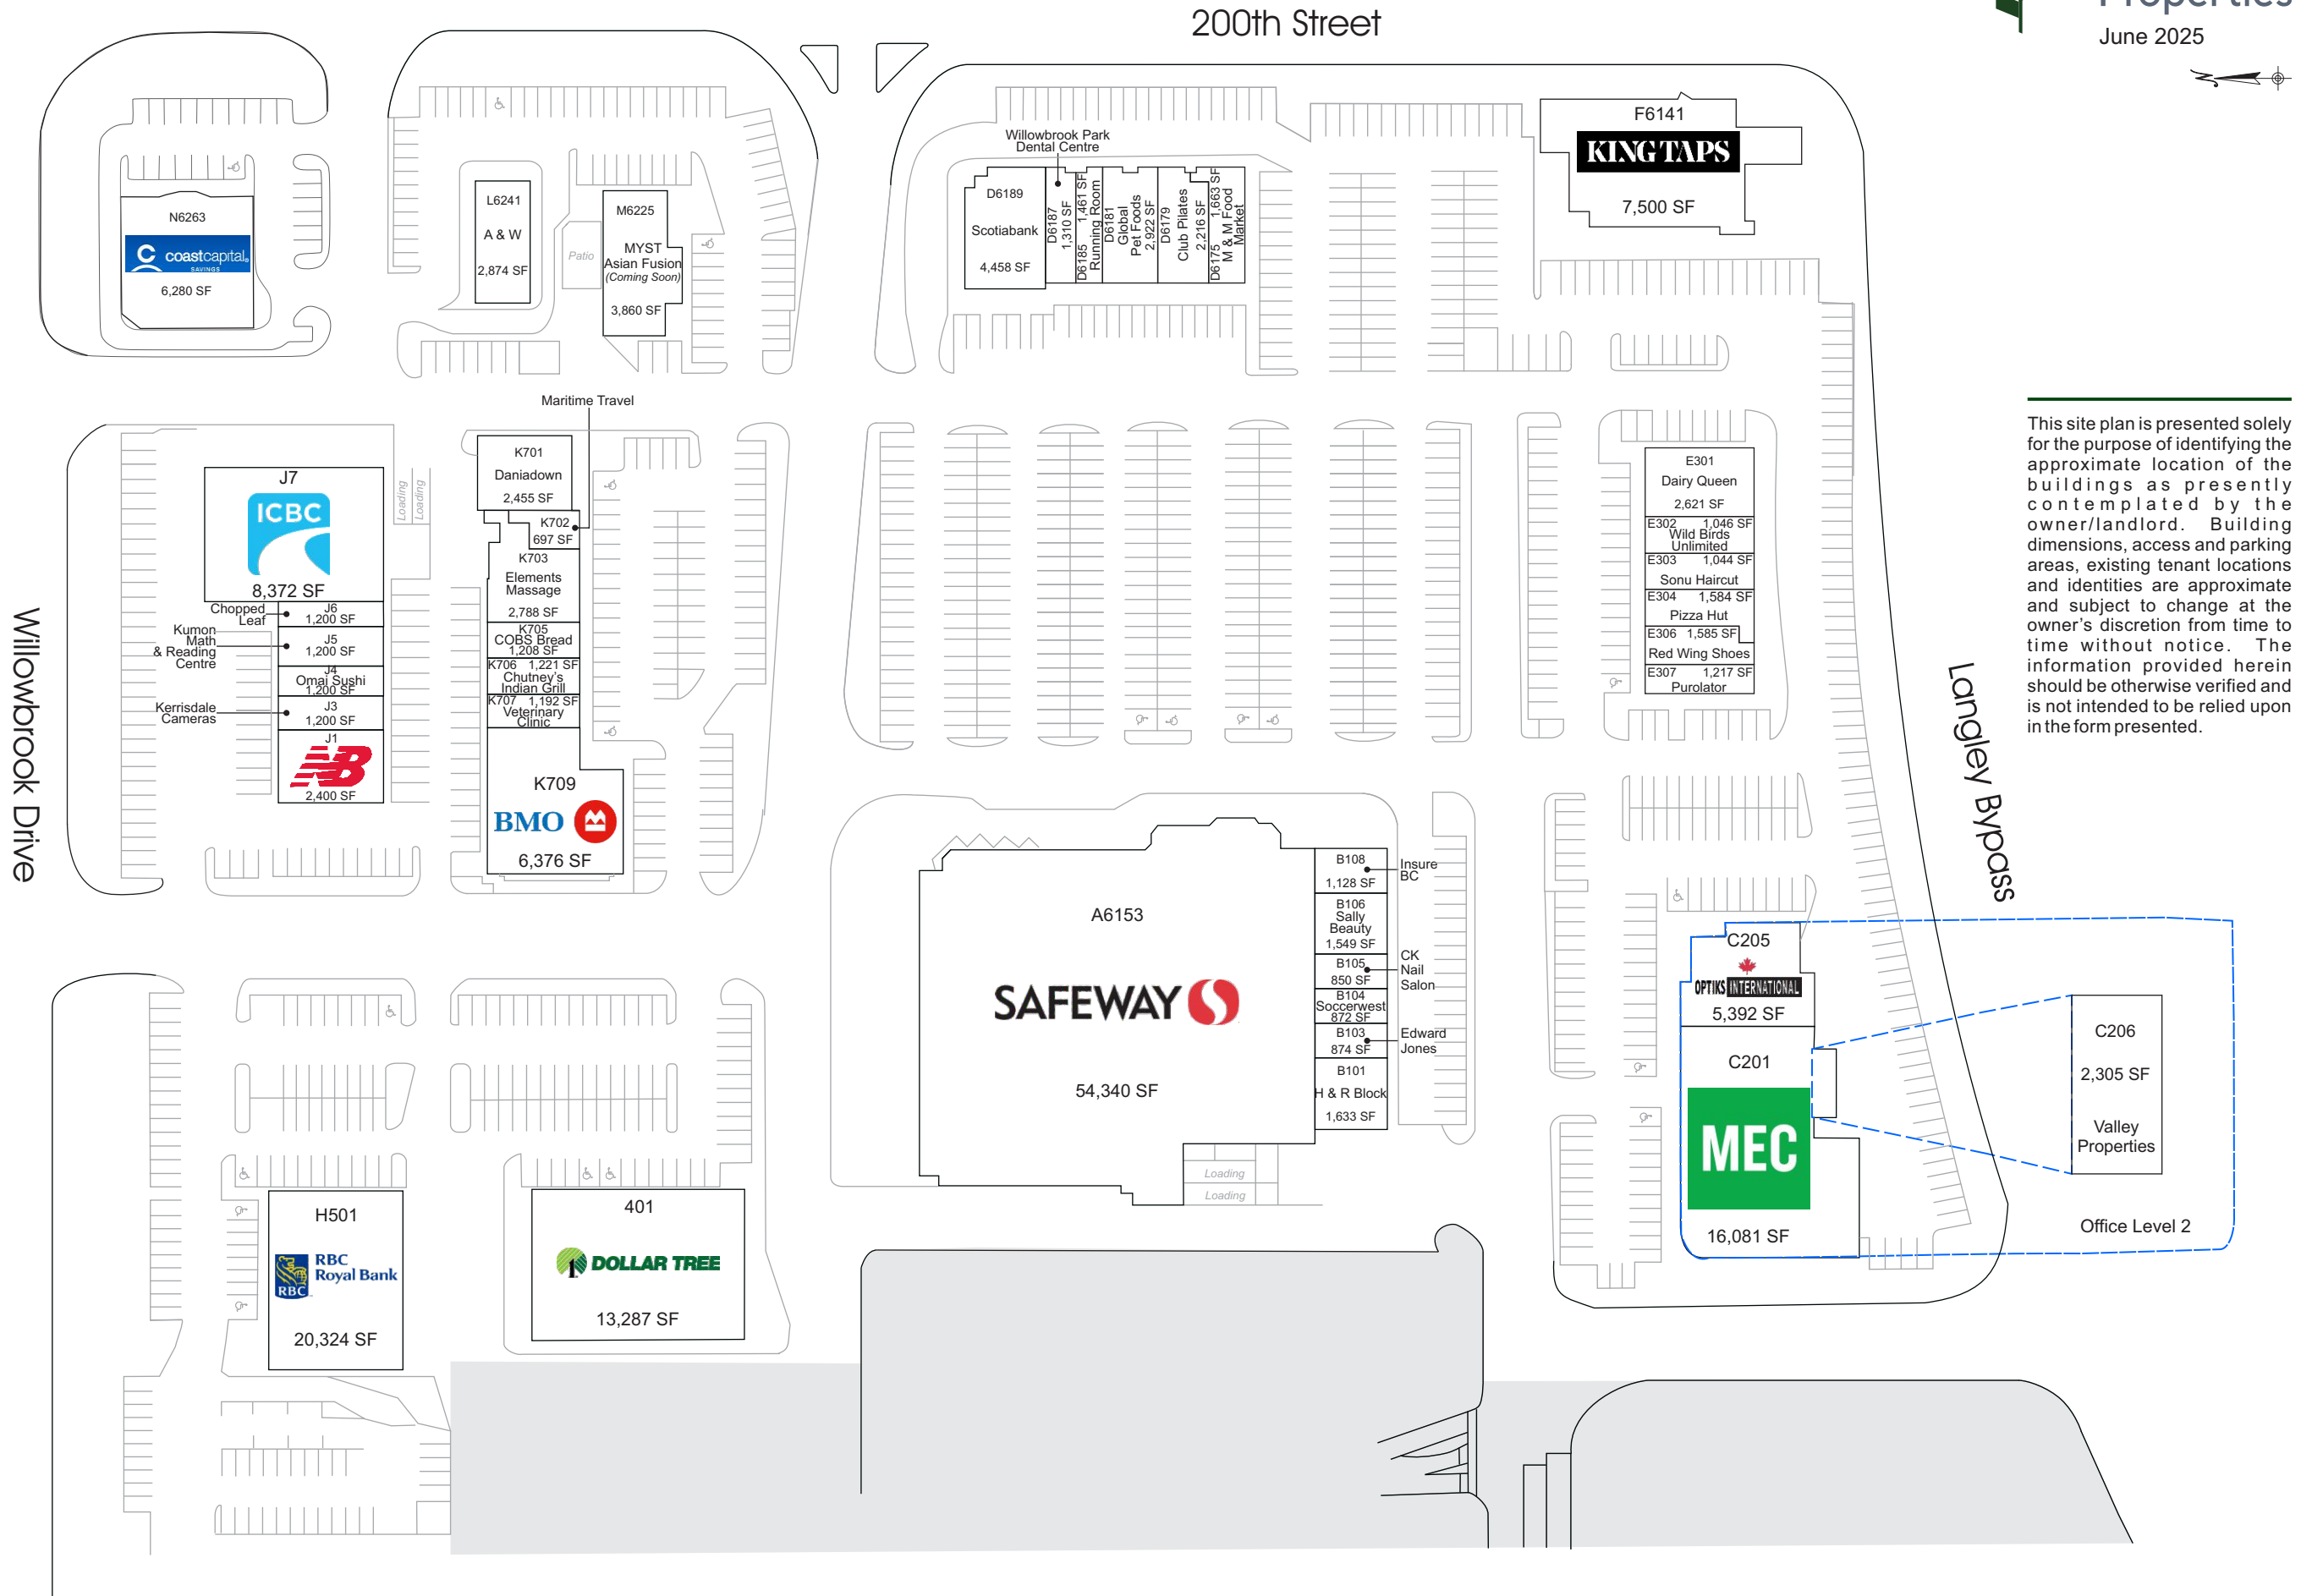 200th Street
Properties
June 2025
N
N6263
coastcapital
SAVINGS
6,280 SF
L6241
A & W
2,874 SF
Patio
M6225
MYST
Asian Fusion
(Coming Soon)
3,860 SF
Willowbrook Park
Dental Centre
D6189
Scotiabank
4,458 SF
D6187
1,310 SF
D6185 1,461 SF
Running Room
D6181
Global
Pet Foods
2,922 SF
D6179
Club Pilates
2,216 SF
D6175 1,663 SF
M & M Food
Market
F6141
KING TAPS
7,500 SF
This site plan is presented solely
for the purpose of identifying the
approximate location of the
buildings as presently
contemplated by the
owner/landlord. Building
dimensions, access and parking
areas, existing tenant locations
and identities are approximate
and subject to change at the
owner's discretion from time to
time without notice. The
information provided herein
should be otherwise verified and
is not intended to be relied upon
in the form presented.
Willowbrook Drive
J7
ICBC
8,372 SF
Loading
Loading
Chopped
Leaf
J6
1,200 SF
Kumon
Math
& Reading
Centre
J5
1,200 SF
J4
Omai Sushi
1,200 SF
Kerrisdale
Cameras
J3
1,200 SF
J1
NB
2,400 SF
Maritime Travel
K701
Daniadown
2,455 SF
K702
697 SF
K703
Elements
Massage
2,788 SF
K705
COBS Bread
1,208 SF
K706 1,221 SF
Chutney's
Indian Grill
K707 1,192 SF
Veterinary
Clinic
K709
BMO
6,376 SF
E301
Dairy Queen
2,621 SF
E302 1,046 SF
Wild Birds
Unlimited
E303 1,044 SF
Sonu Haircut
E304 1,584 SF
Pizza Hut
E306 1,585 SF
Red Wing Shoes
E307 1,217 SF
Purolator
Langley Bypass
A6153
SAFEWAY
54,340 SF
B108
1,128 SF
Insure
BC
B106
Sally
Beauty
1,549 SF
B105
850 SF
CK
Nail
Salon
B104
Soccerwest
872 SF
B103
874 SF
Edward
Jones
B101
H & R Block
1,633 SF
Loading
Loading
C205
OPTIKS INTERNATIONAL
5,392 SF
C201
MEC
16,081 SF
C206
2,305 SF
Valley
Properties
Office Level 2
H501
RBC
Royal Bank
RBC
20,324 SF
401
1
DOLLAR TREE
13,287 SF